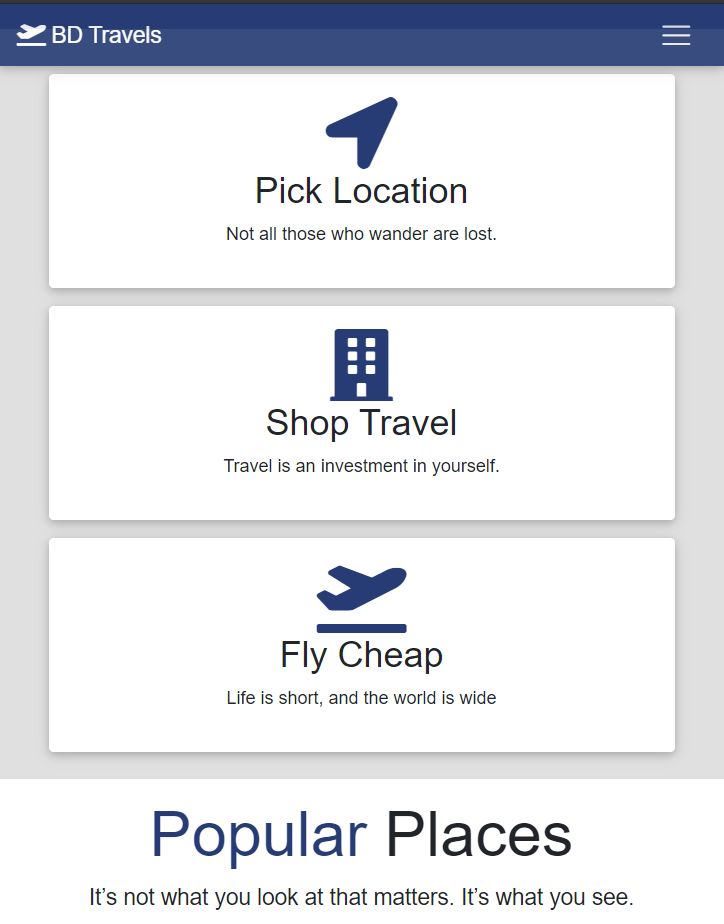 BD Travels
Pick Location
Not all those who wander are lost.
Shop Travel
Travel is an investment in yourself.
Fly Cheap
Life is short, and the world is wide
Popular Places
It’s not what you look at that matters. It’s what you see.